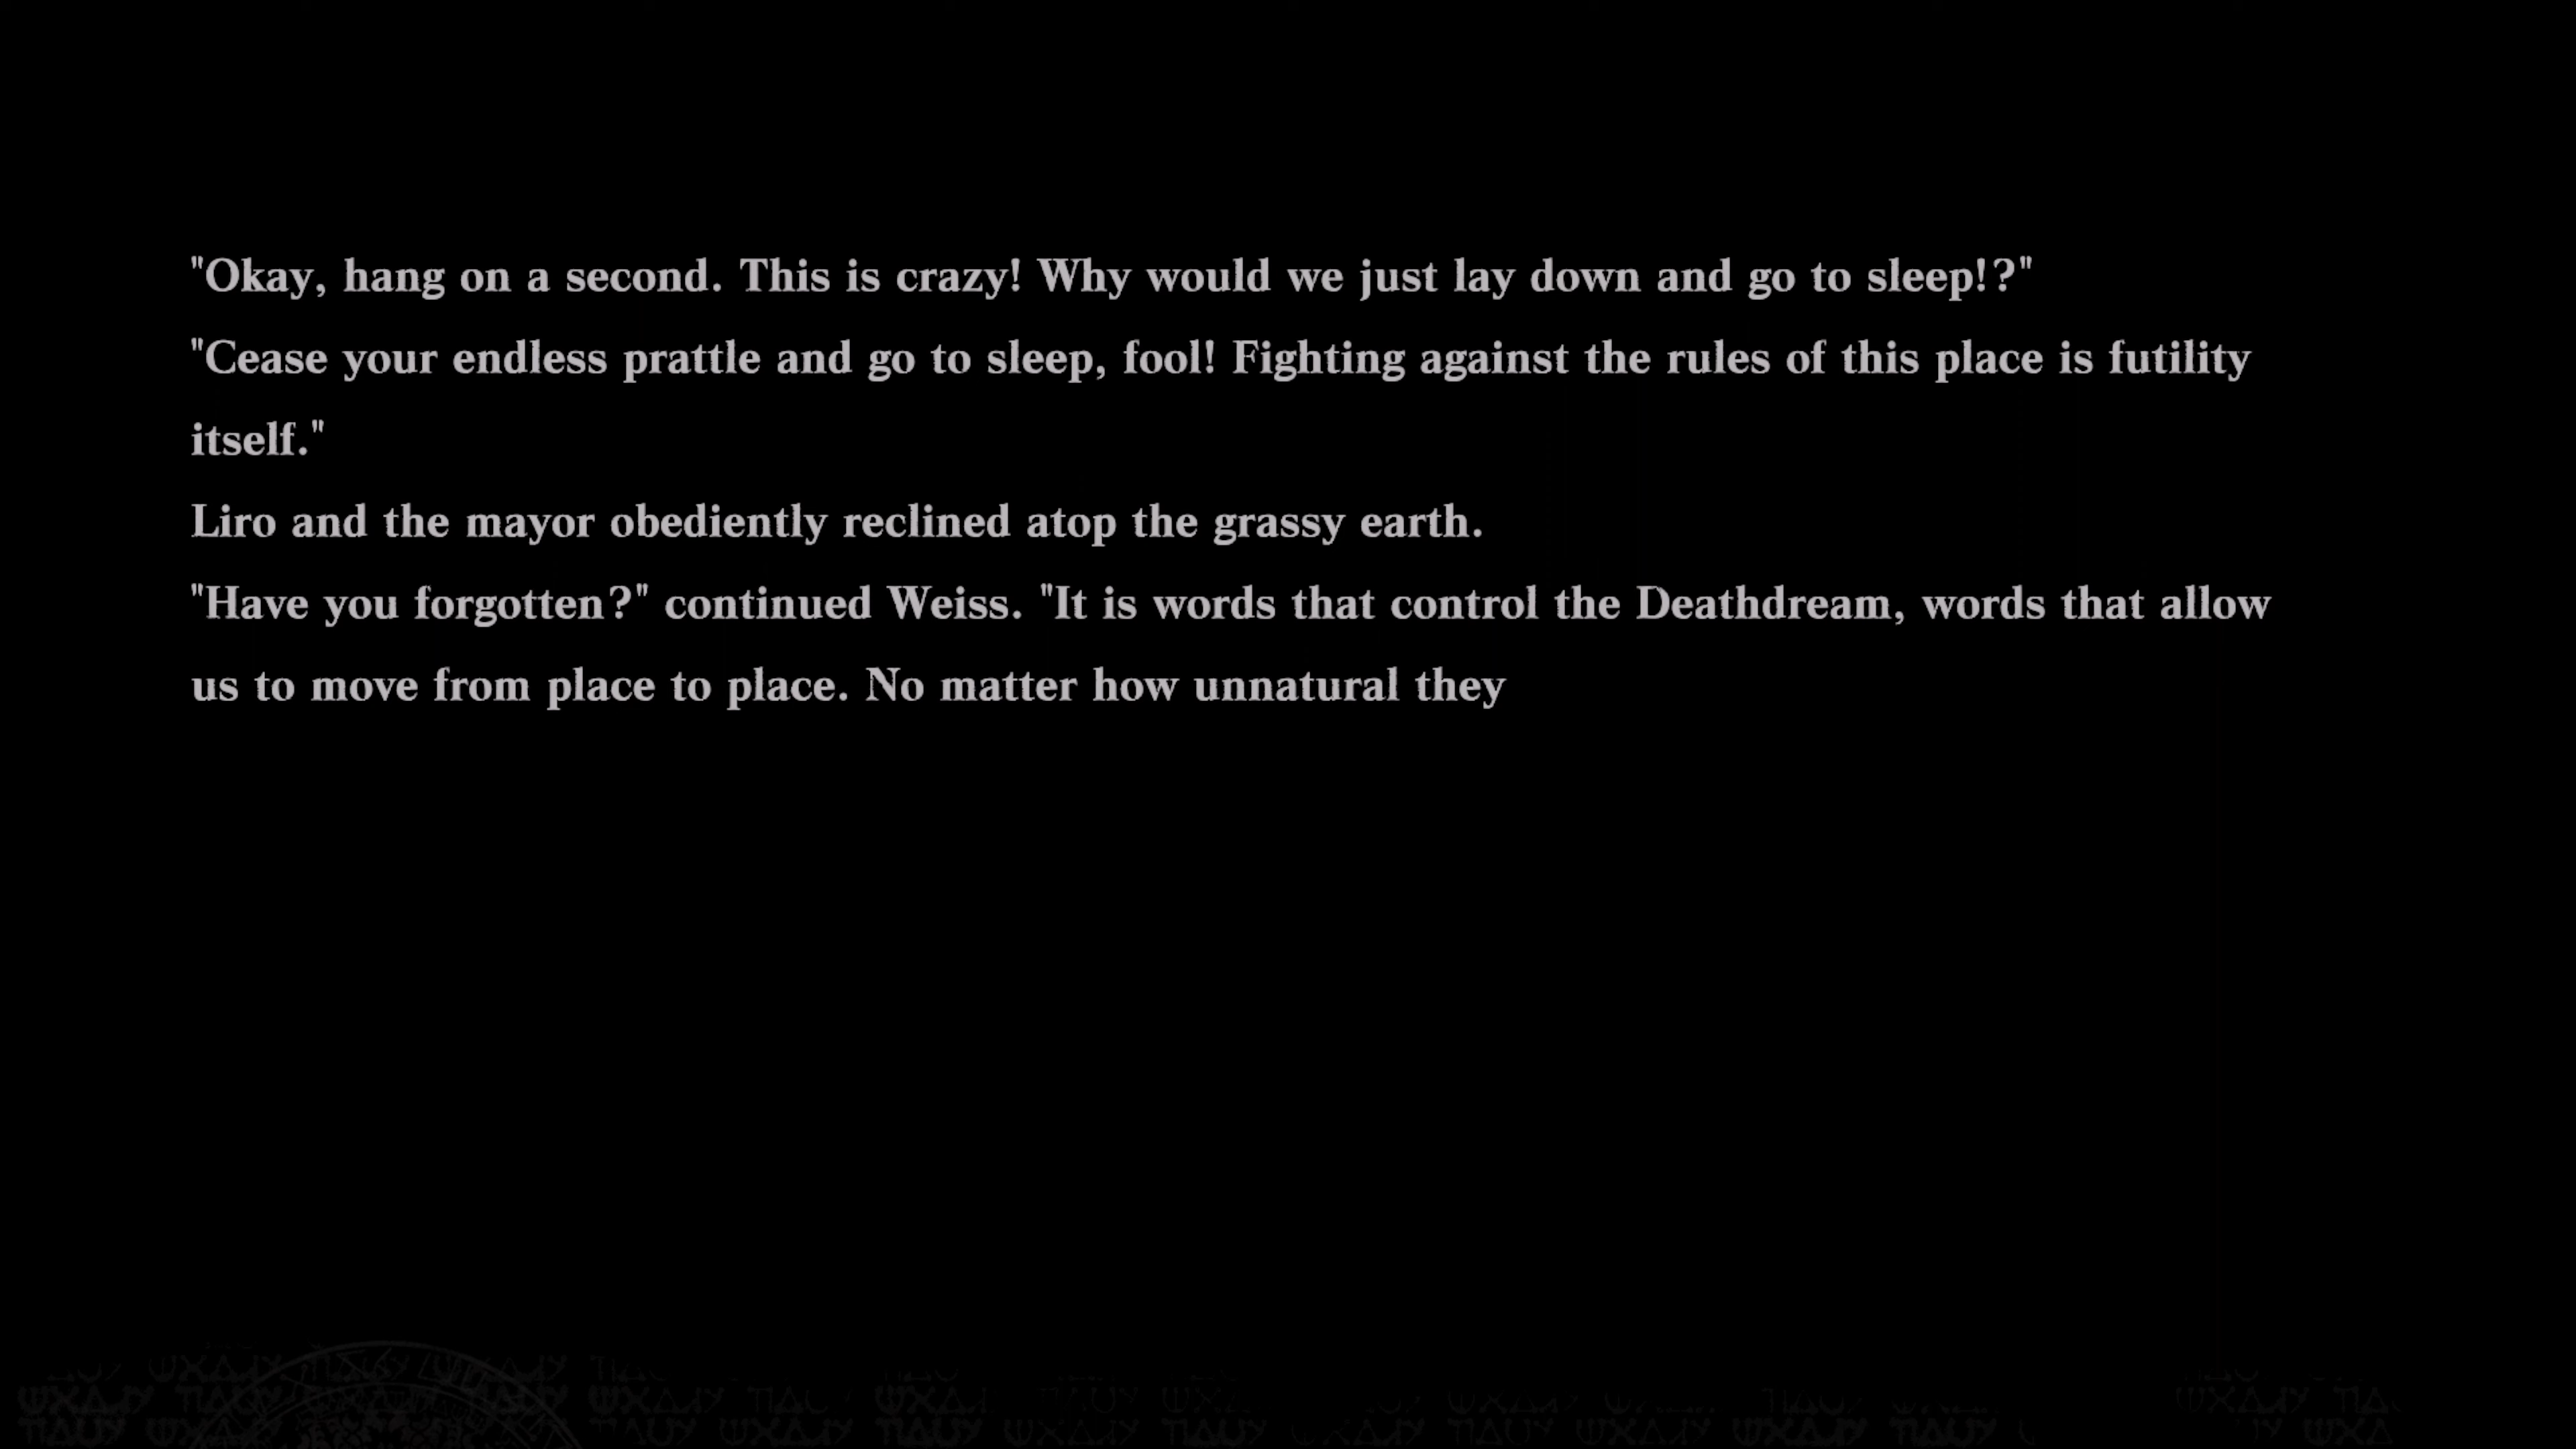 "Okay, hang on a second. This is crazy! Why would we just lay down and go to sleep!?"
"Cease your endless prattle and go to sleep, fool! Fighting against the rules of this place is futility
itself."
Liro and the mayor obediently reclined atop the grassy earth.
"Have you forgotten?" continued Weiss. "It is words that control the Deathdream, words that allow
us to move from place to place. No matter how unnatural they